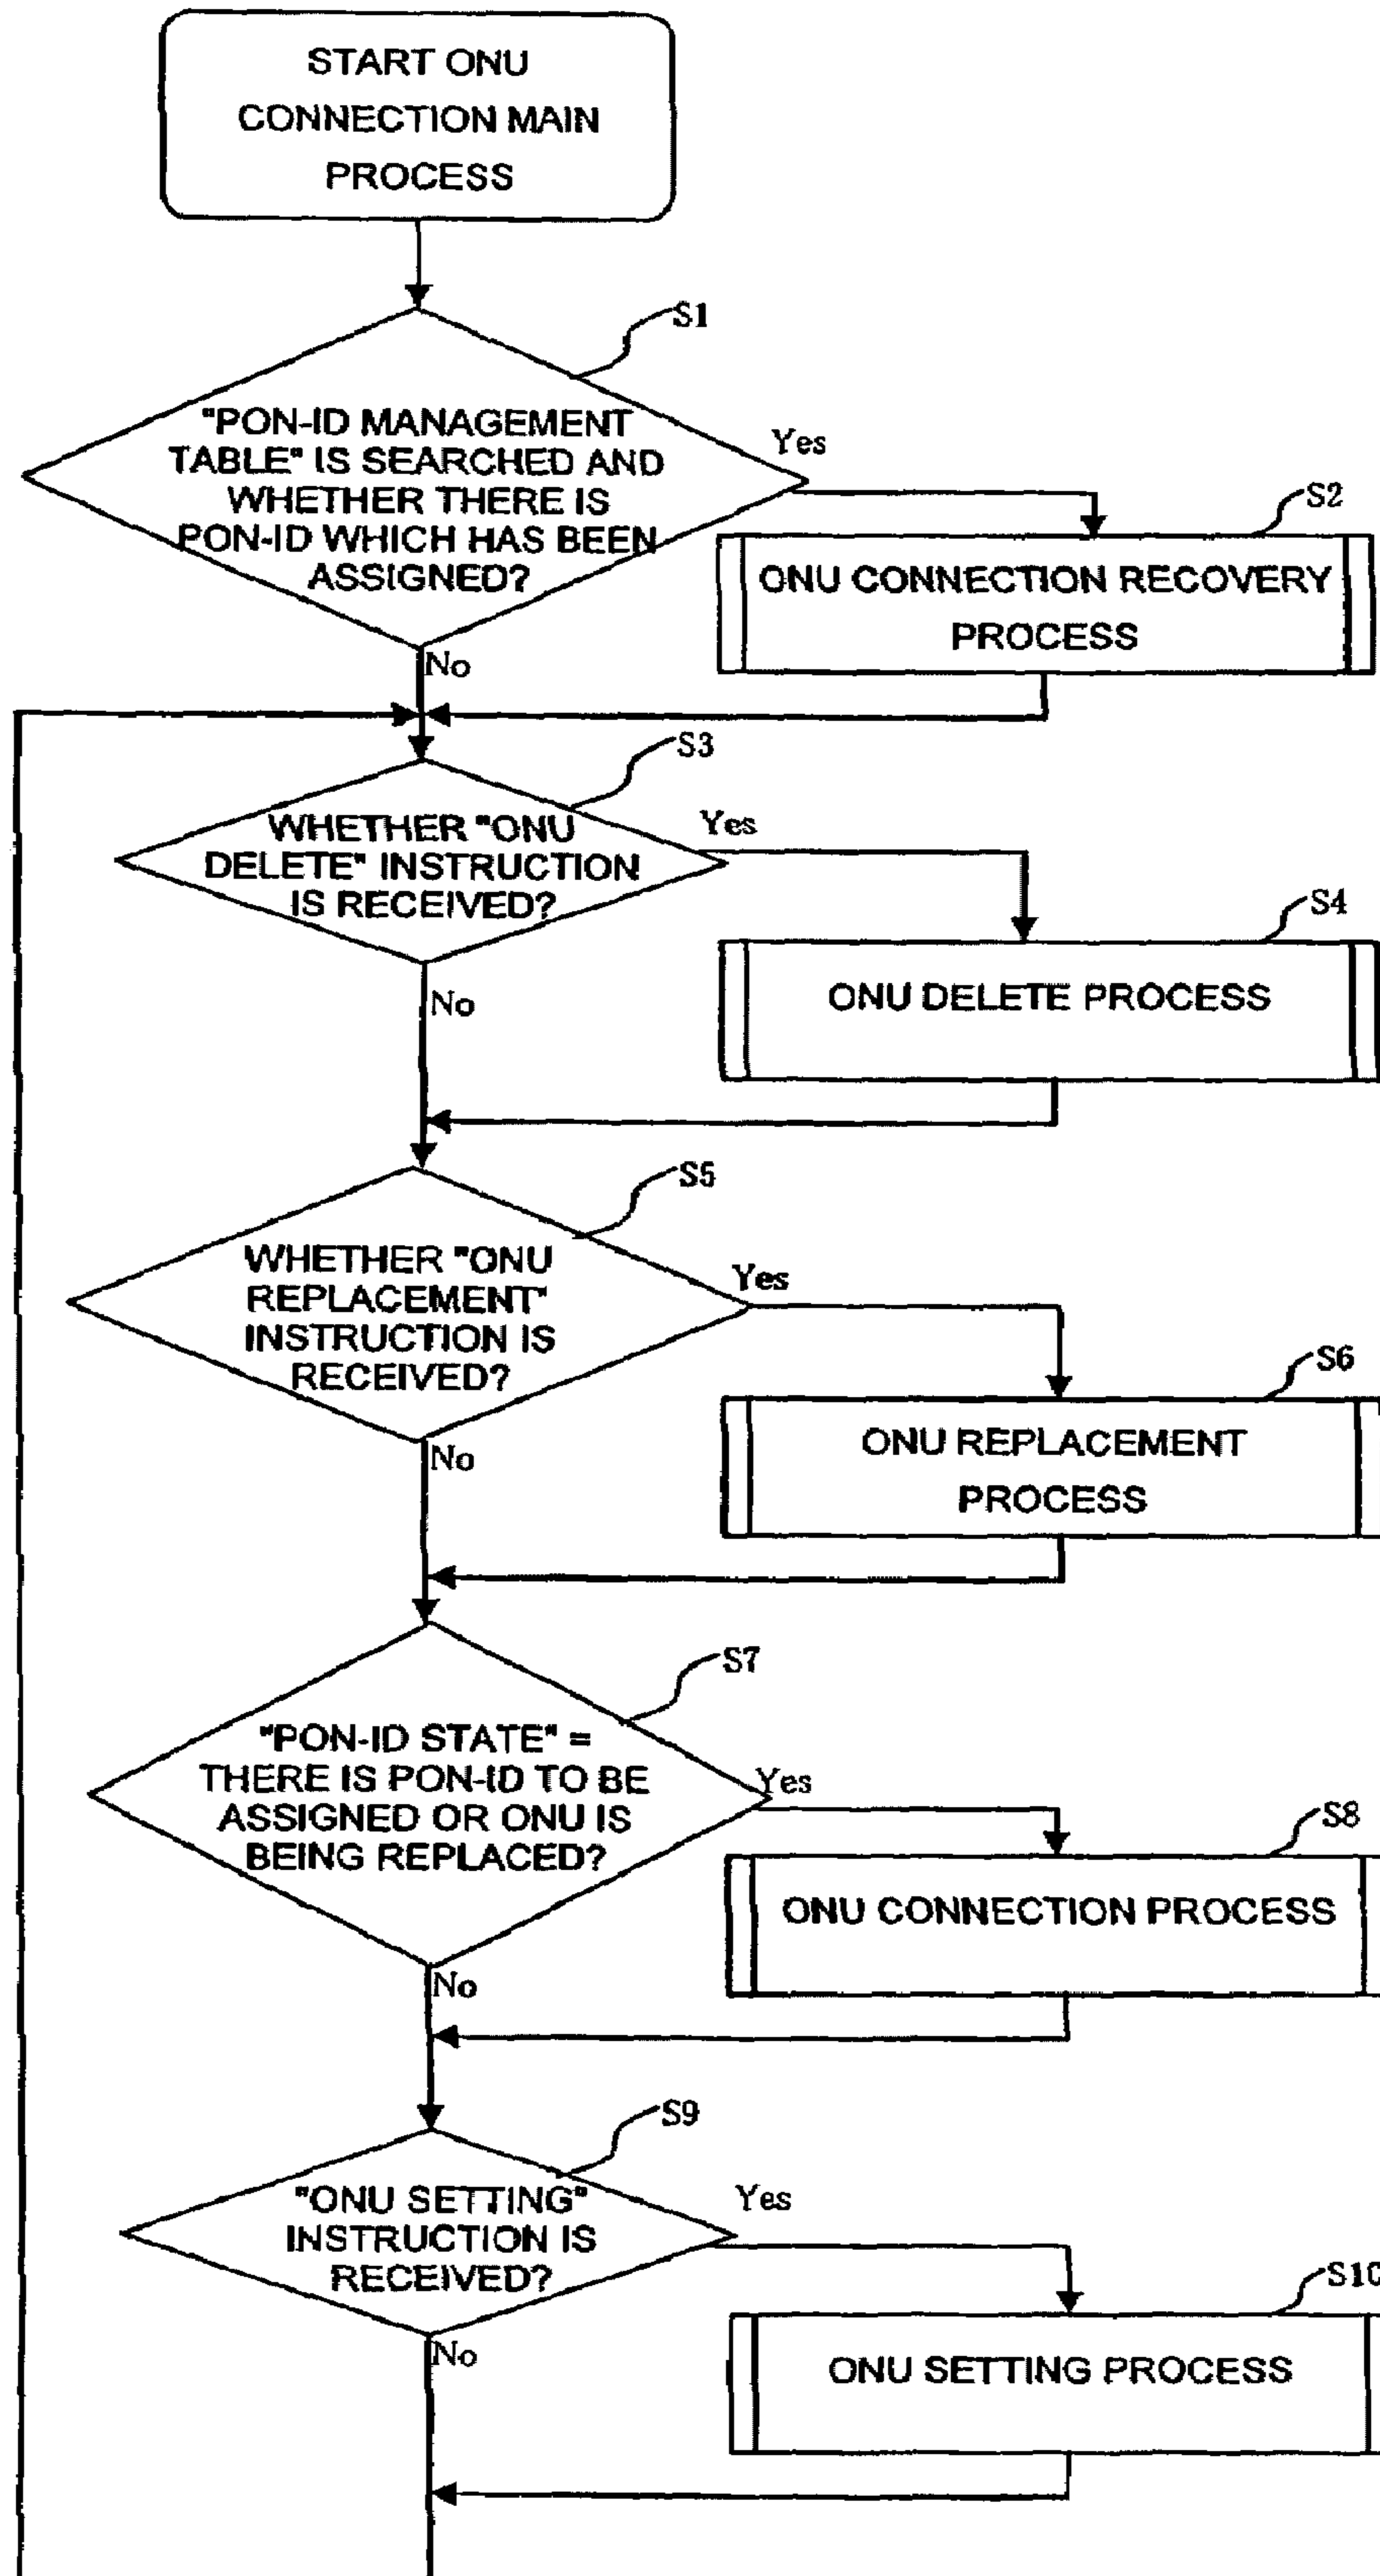 START ONU
CONNECTION MAIN
PROCESS
S1
"PON-ID MANAGEMENT
TABLE" IS SEARCHED AND
WHETHER THERE IS
PON-ID WHICH HAS BEEN
ASSIGNED?
Yes
S2
ONU CONNECTION RECOVERY
PROCESS
No
S3
WHETHER "ONU
DELETE" INSTRUCTION
IS RECEIVED?
Yes
S4
ONU DELETE PROCESS
No
S5
WHETHER "ONU
REPLACEMENT"
INSTRUCTION IS
RECEIVED?
Yes
S6
ONU REPLACEMENT
PROCESS
No
S7
"PON-ID STATE" =
THERE IS PON-ID TO BE
ASSIGNED OR ONU IS
BEING REPLACED?
Yes
S8
ONU CONNECTION PROCESS
No
S9
"ONU SETTING"
INSTRUCTION IS
RECEIVED?
Yes
S10
ONU SETTING PROCESS
No